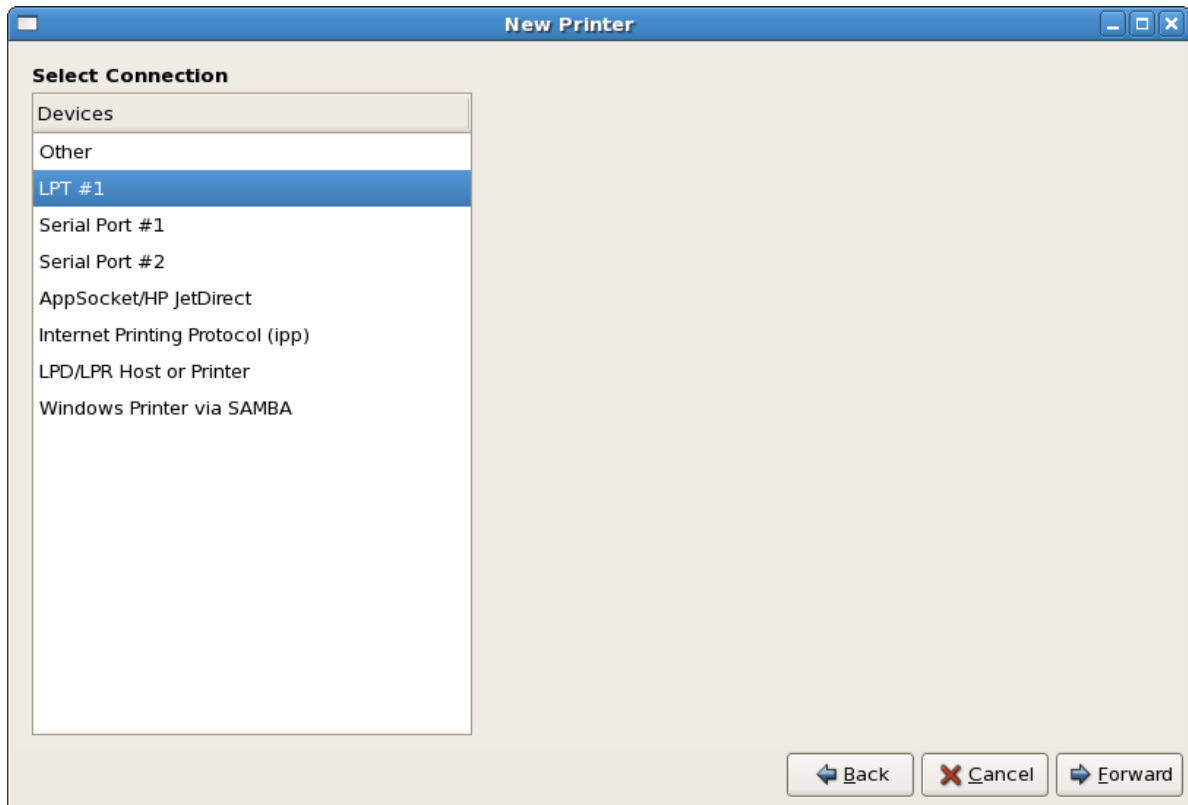 New Printer
Select Connection
Devices
Other
LPT #1
Serial Port #1
Serial Port #2
AppSocket/HP JetDirect
Internet Printing Protocol (ipp)
LPD/LPR Host or Printer
Windows Printer via SAMBA
Back Cancel Forward